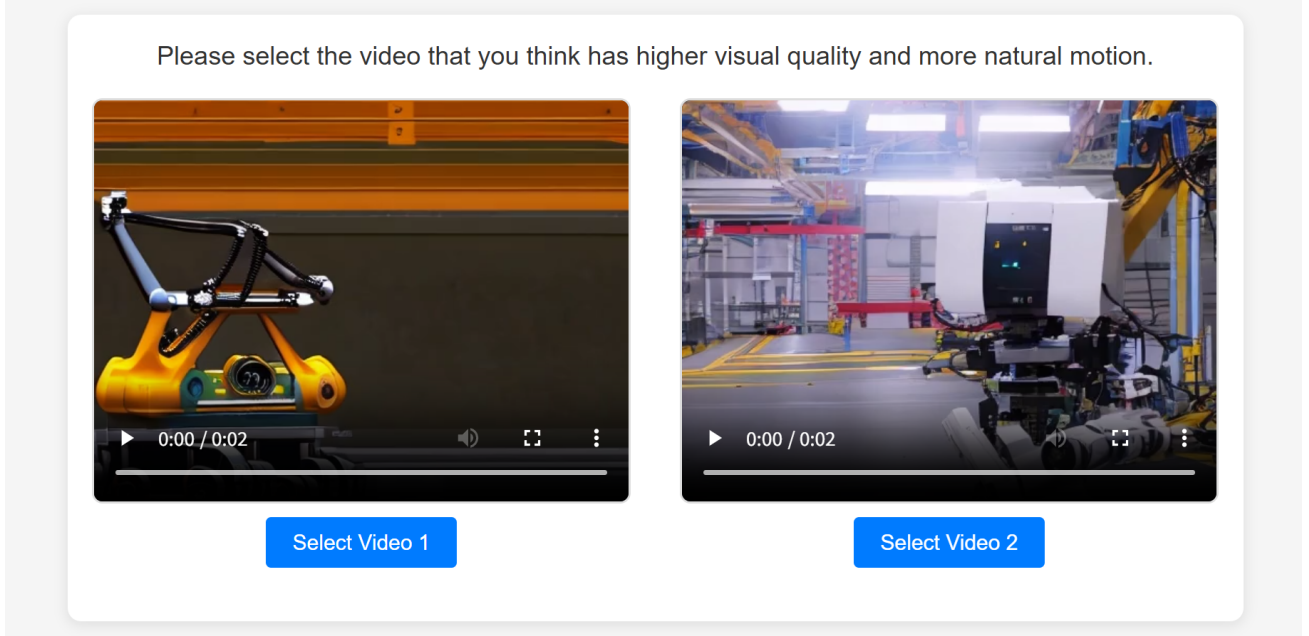 Please select the video that you think has higher visual quality and more natural motion.
0:00 / 0:02
0:00 / 0:02
Select Video 1
Select Video 2